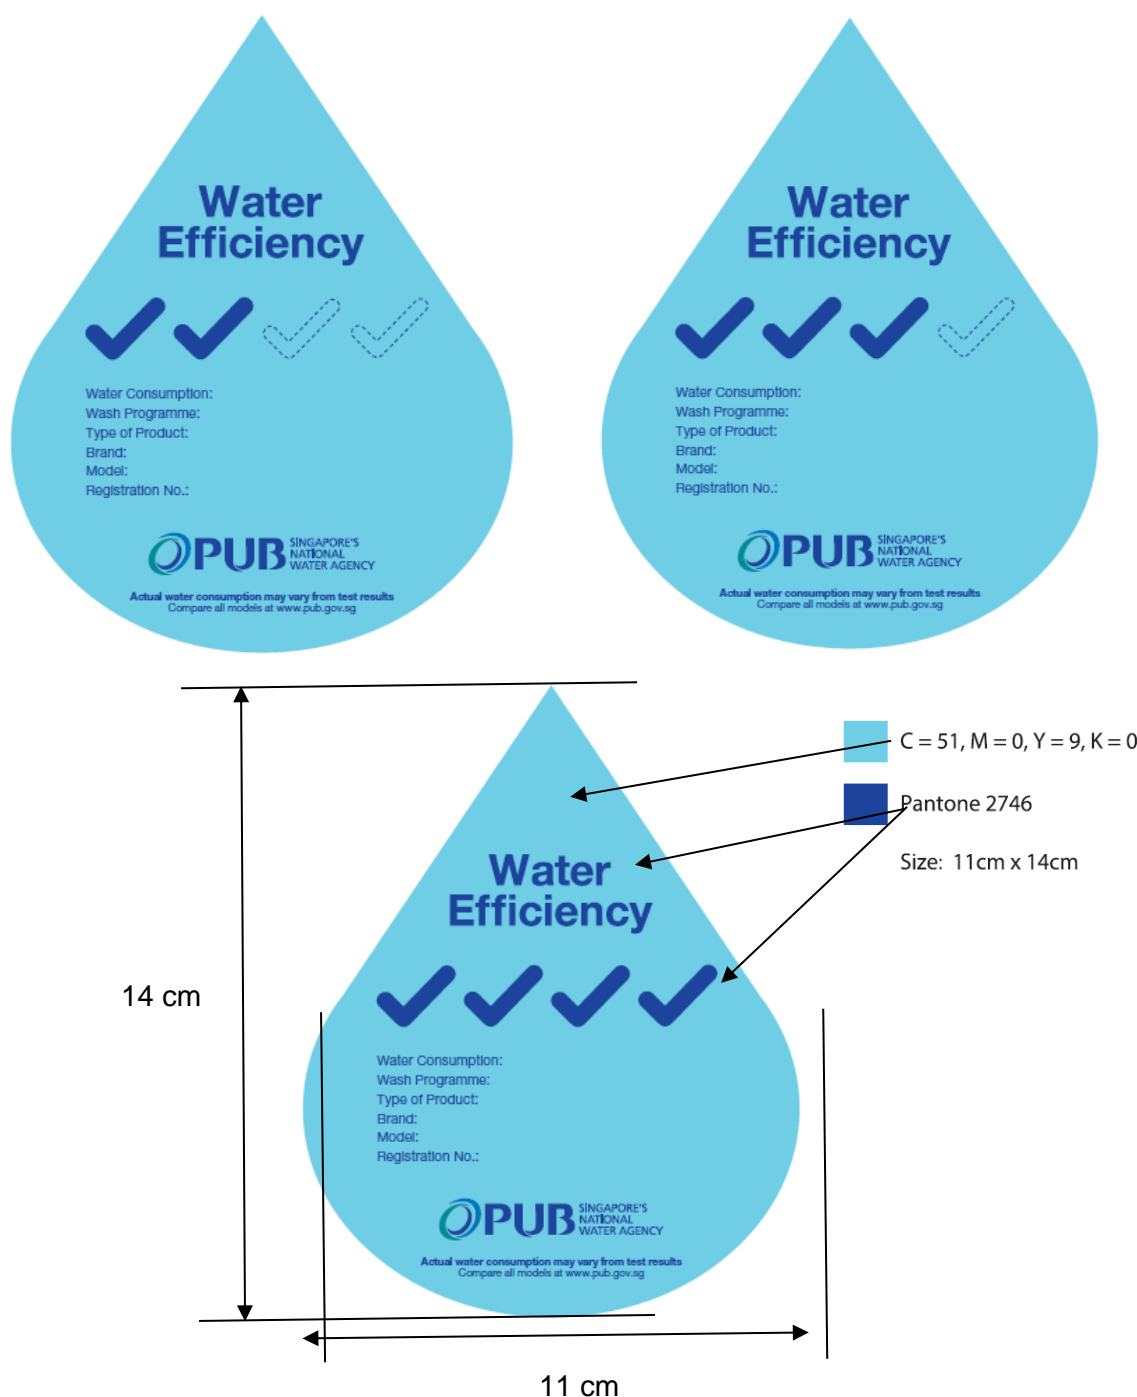 Water
Efficiency
Water Consumption:
Wash Programme:
Type of Product:
Brand:
Model:
Registration No.:
PUB SINGAPORE'S
NATIONAL
WATER AGENCY
Actual water consumption may vary from test results
Compare all models at www.pub.gov.sg
Water
Efficiency
Water Consumption:
Wash Programme:
Type of Product:
Brand:
Model:
Registration No.:
PUB SINGAPORE'S
NATIONAL
WATER AGENCY
Actual water consumption may vary from test results
Compare all models at www.pub.gov.sg
C = 51, M = 0, Y = 9, K = 0
Pantone 2746
Size: 11cm x 14cm
Water
Efficiency
14 cm
Water Consumption:
Wash Programme:
Type of Product:
Brand:
Model:
Registration No.:
PUB SINGAPORE'S
NATIONAL
WATER AGENCY
Actual water consumption may vary from test results
Compare all models at www.pub.gov.sg
11 cm